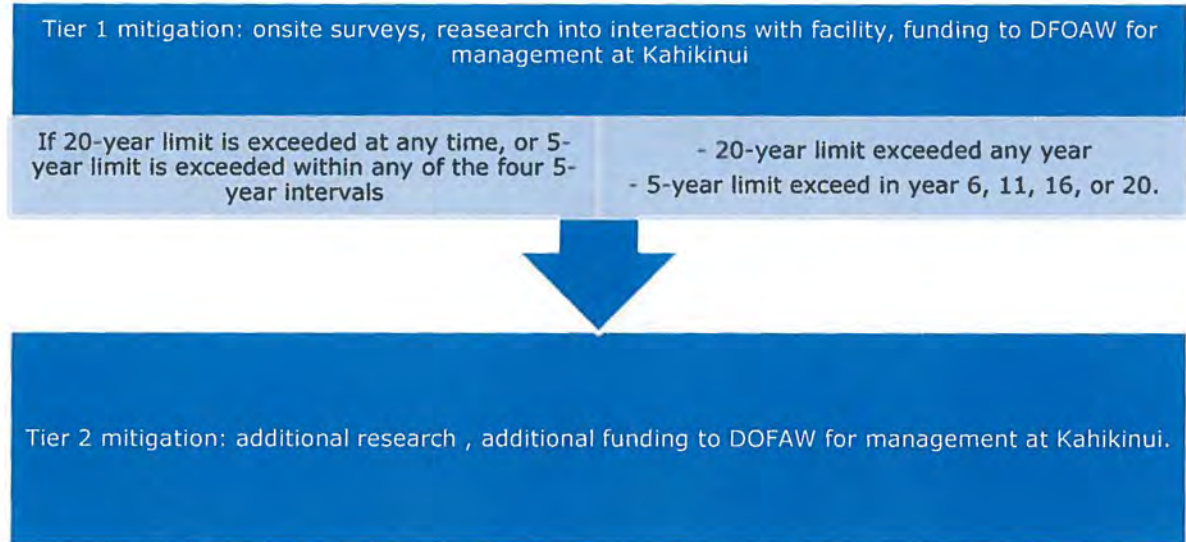 Tier 1 mitigation: onsite surveys, reasearch into interactions with facility, funding to DFOAW for
management at Kahikinui
If 20-year limit is exceeded at any time, or 5-
year limit is exceeded within any of the four 5-
year intervals
- 20-year limit exceeded any year
- 5-year limit exceed in year 6, 11, 16, or 20.
Tier 2 mitigation: additional research , additional funding to DOFAW for management at Kahikinui.